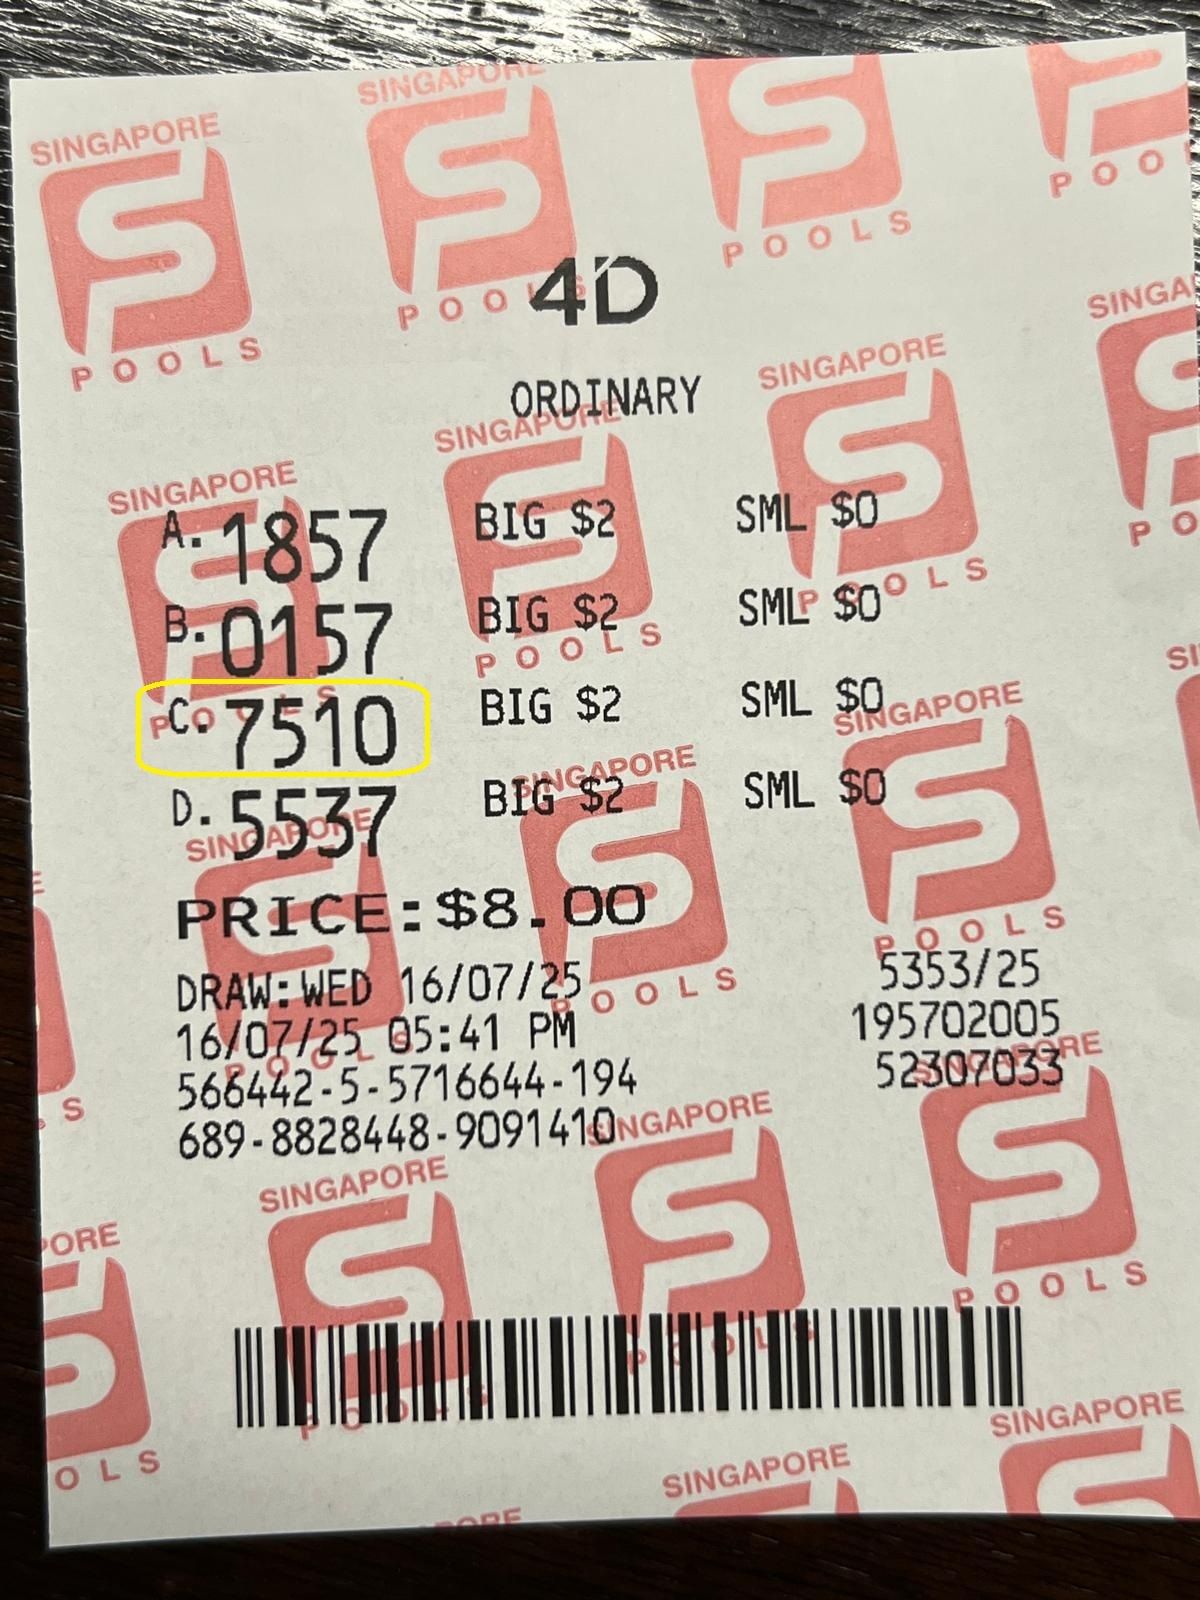 4D
ORDINARY
A. 1857 BIG $2 SML $0
B. 0157 BIG $2 SML $0
C. 7510 BIG $2 SML $0
D. 5537 BIG $2 SML $0
PRICE:$8.00
DRAW:WED 16/07/25 5353/25
16/07/25 05:41 PM 195702005
566442-5-5716644-194 52307033
689-8828448-9091410
SINGAPORE
POOLS